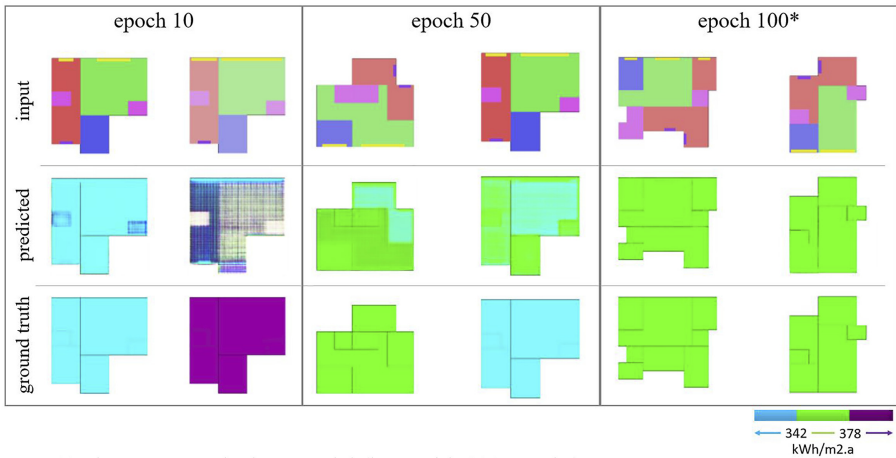 epoch 10 epoch 50 epoch 100*
input
predicted
ground truth
342 378
kWh/m2.a